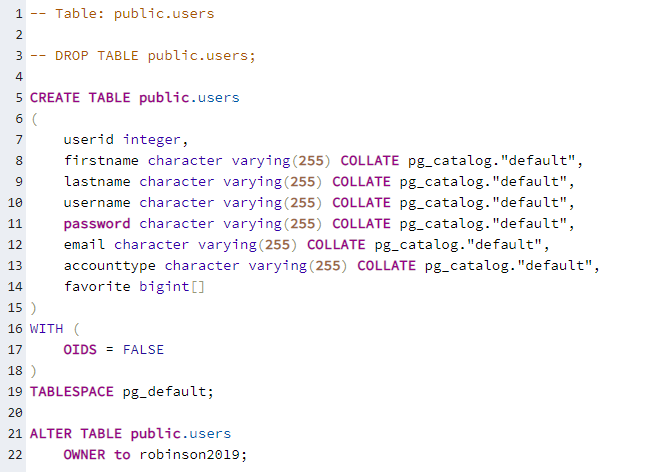 1 -- Table: public.users
2
3 -- DROP TABLE public.users;
4
5 CREATE TABLE public.users
6 (
7     userid integer,
8     firstname character varying(255) COLLATE pg_catalog."default",
9     lastname character varying(255) COLLATE pg_catalog."default",
10     username character varying(255) COLLATE pg_catalog."default",
11     password character varying(255) COLLATE pg_catalog."default",
12     email character varying(255) COLLATE pg_catalog."default",
13     accounttype character varying(255) COLLATE pg_catalog."default",
14     favorite bigint[]
15 )
16 WITH (
17     OIDS = FALSE
18 )
19 TABLESPACE pg_default;
20
21 ALTER TABLE public.users
22     OWNER to robinson2019;